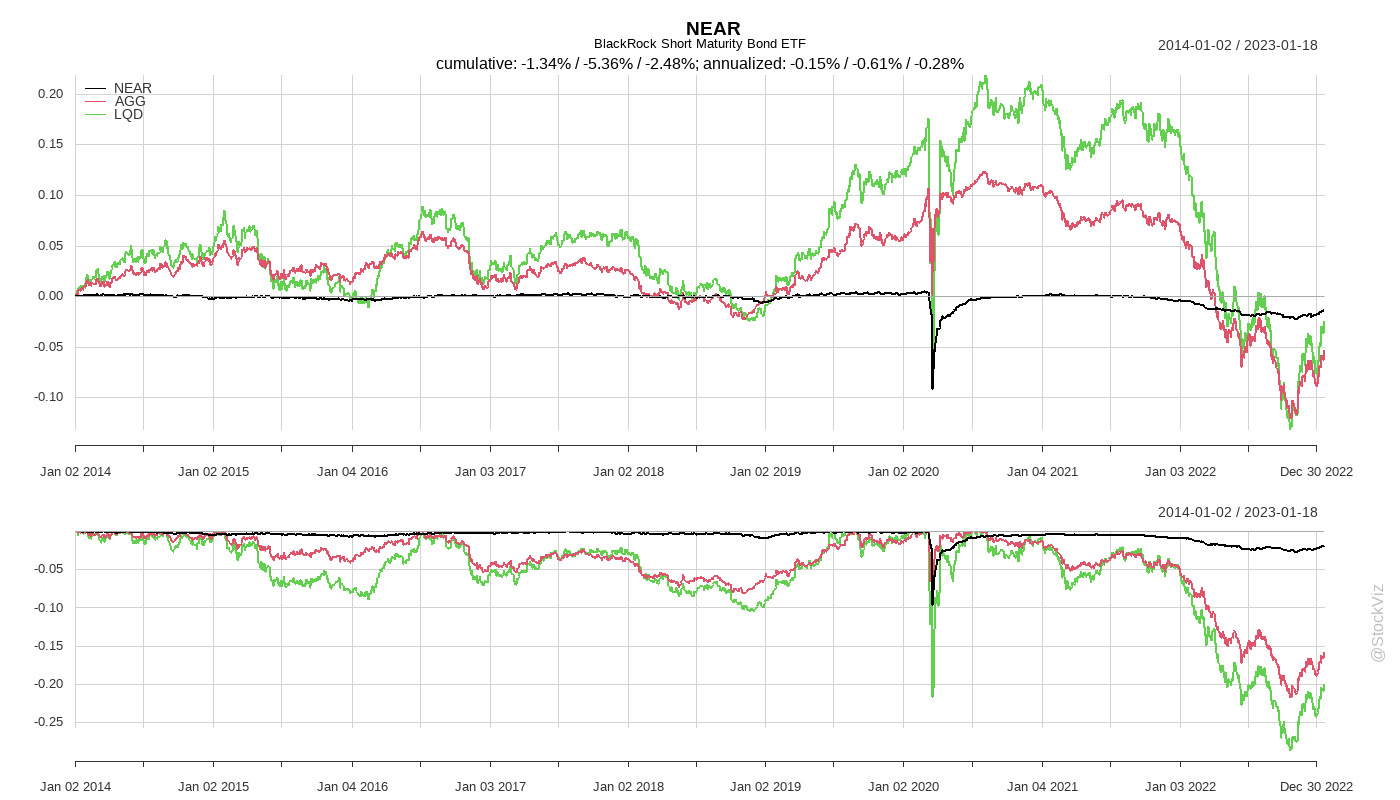 NEAR
BlackRock Short Maturity Bond ETF
2014-01-02 / 2023-01-18
cumulative: -1.34% / -5.36% / -2.48%; annualized: -0.15% / -0.61% / -0.28%
NEAR
AGG
LQD
0.20
0.15
0.10
0.05
0.00
-0.05
-0.10
Jan 02 2014 Jan 02 2015 Jan 04 2016 Jan 03 2017 Jan 02 2018 Jan 02 2019 Jan 02 2020 Jan 04 2021 Jan 03 2022 Dec 30 2022
2014-01-02 / 2023-01-18
-0.05
-0.10
-0.15
-0.20
-0.25
Jan 02 2014 Jan 02 2015 Jan 04 2016 Jan 03 2017 Jan 02 2018 Jan 02 2019 Jan 02 2020 Jan 04 2021 Jan 03 2022 Dec 30 2022
@StockViz